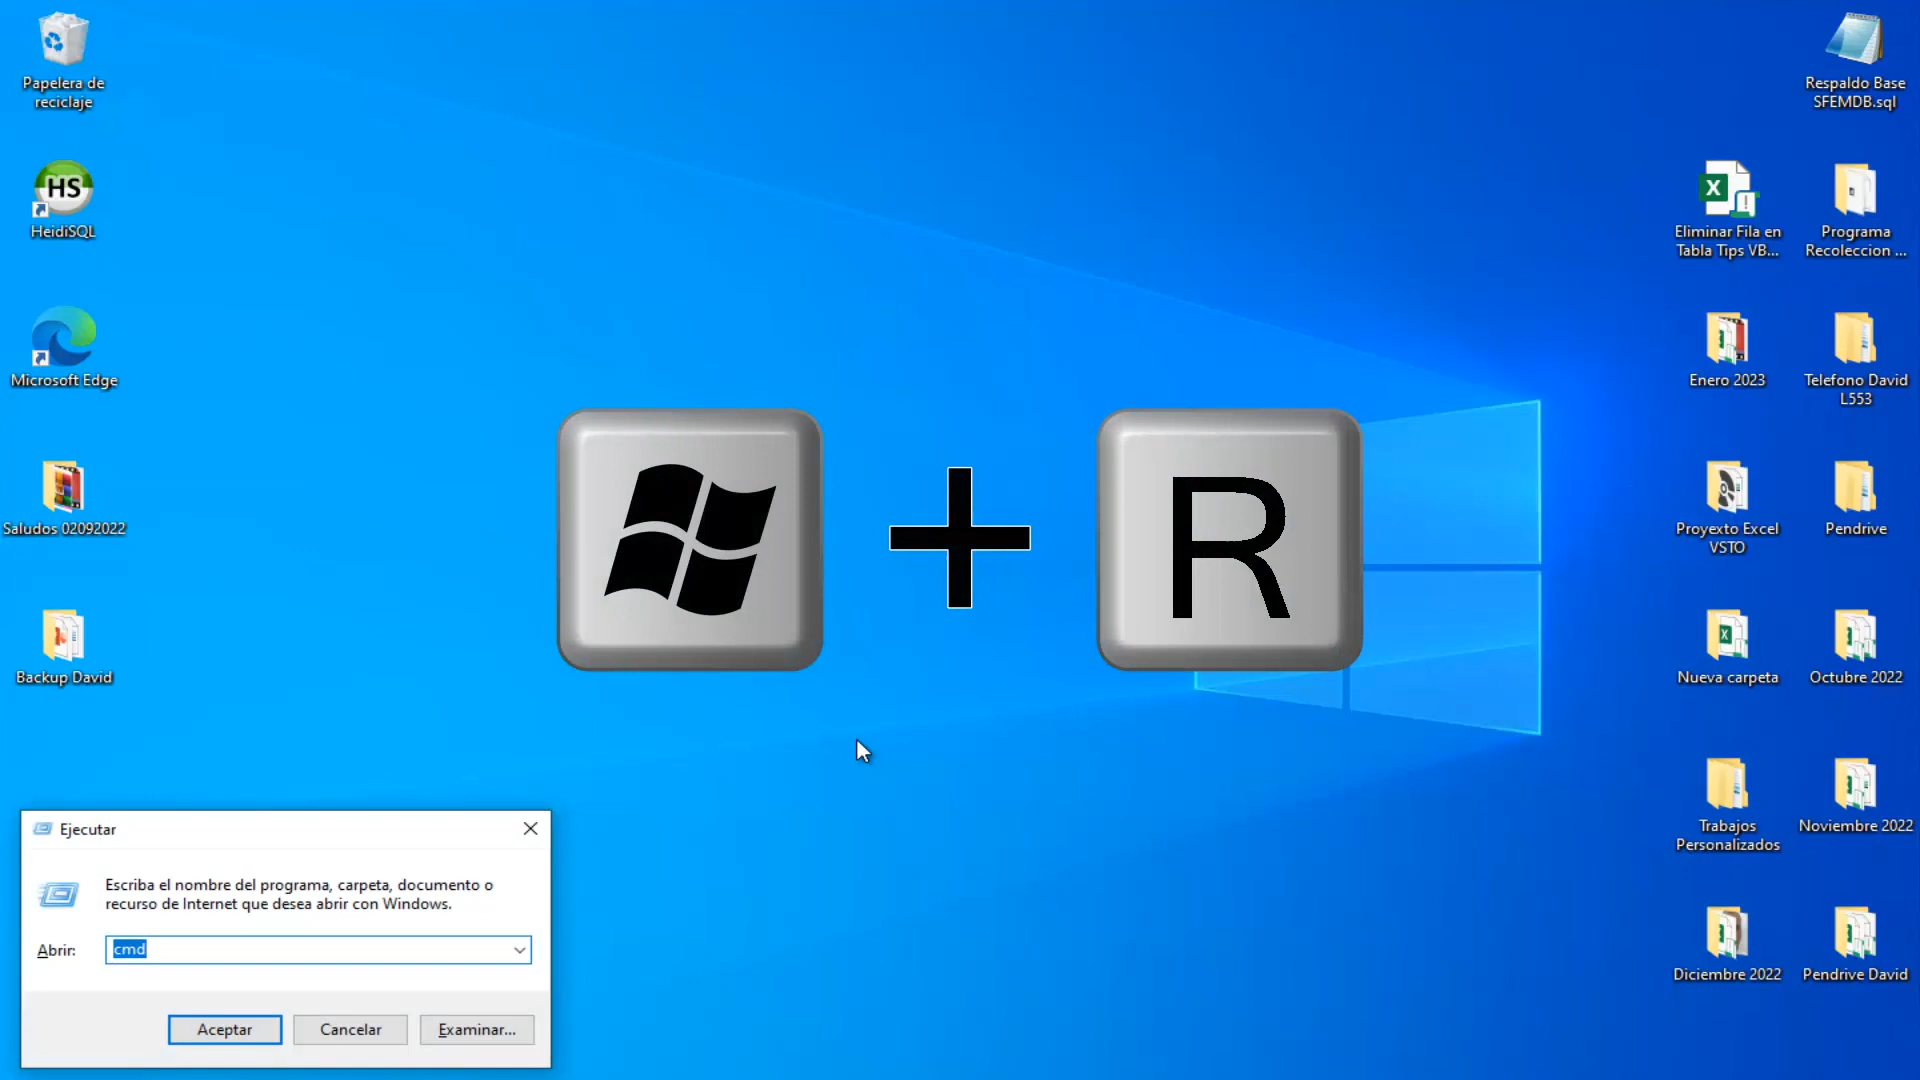 Papelera de
reciclaje
HS
HeidiSQL
Microsoft Edge
Saludos 02092022
Backup David
+
R
Respaldo Base
SFEMDB.sql
X
Eliminar Fila en
Tabla Tips VB...
Programa
Recoleccion ...
Enero 2023
Telefono David
L553
Proyexto Excel
VSTO
Pendrive
X
Nueva carpeta
Octubre 2022
Trabajos
Personalizados
Noviembre 2022
Diciembre 2022
Pendrive David
Ejecutar
Escriba el nombre del programa, carpeta, documento o
recurso de Internet que desea abrir con Windows.
Abrir:
cmd
Aceptar
Cancelar
Examinar...